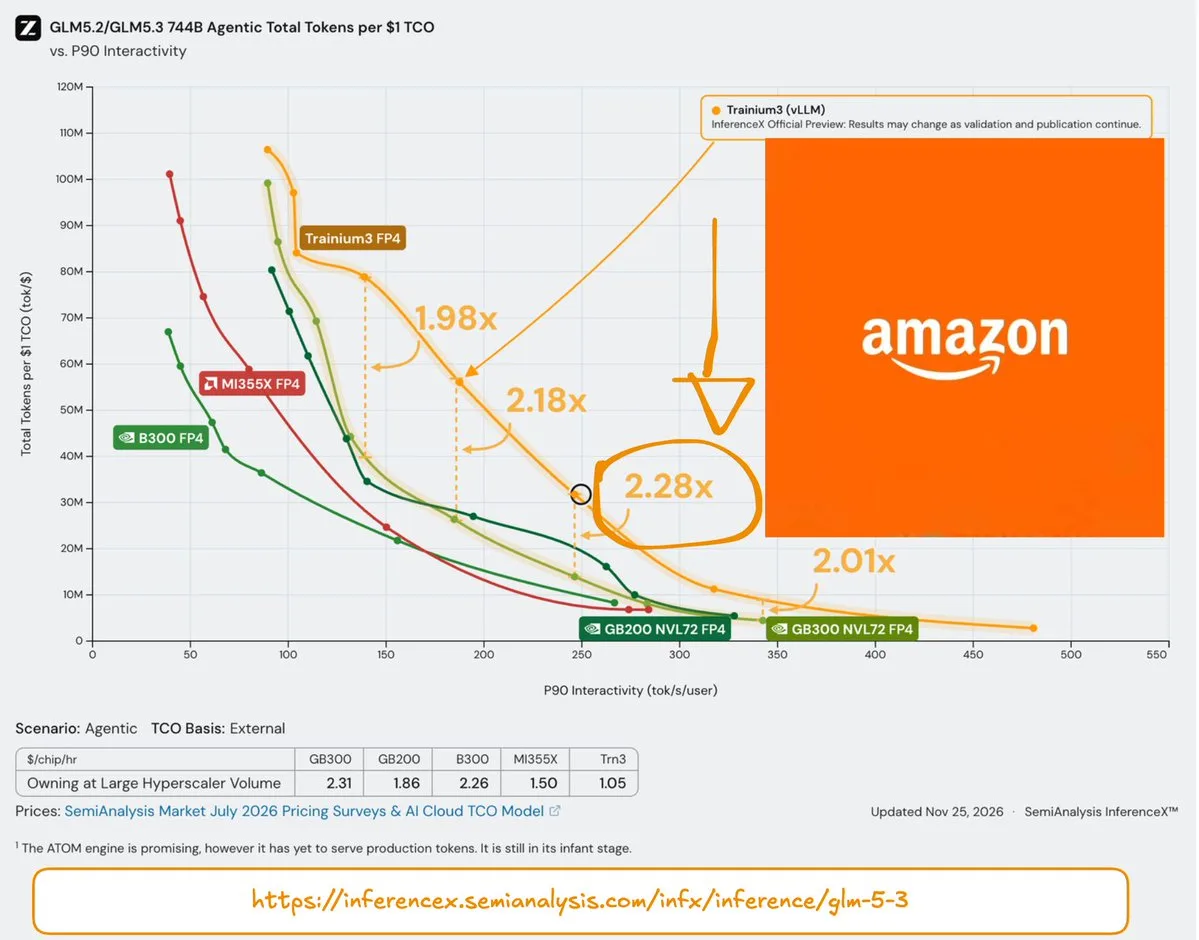 GLM5.2/GLM5.3 744B Agentic Total Tokens per $1 TCO
vs. P90 Interactivity
120M
110M
100M
90M
80M
70M
60M
50M
40M
30M
20M
10M
0
Total Tokens per $1 TCO (tok/$)
Trainium3 (vLLM)
InferenceX Official Preview: Results may change as validation and publication continue.
amazon
Trainium3 FP4
1.98x
MI355X FP4
2.18x
B300 FP4
2.28x
2.01x
GB200 NVL72 FP4
GB300 NVL72 FP4
0 50 100 150 200 250 300 350 400 450 500 550
P90 Interactivity (tok/s/user)
Scenario: Agentic TCO Basis: External
$/chip/hr GB300 GB200 B300 MI355X Trn3
Owning at Large Hyperscaler Volume 2.31 1.86 2.26 1.50 1.05
Prices: SemiAnalysis Market July 2026 Pricing Surveys & AI Cloud TCO Model
Updated Nov 25, 2026 · SemiAnalysis InferenceX™
1 The ATOM engine is promising, however it has yet to serve production tokens. It is still in its infant stage.
https://inferencex.semianalysis.com/infx/inference/glm-5-3